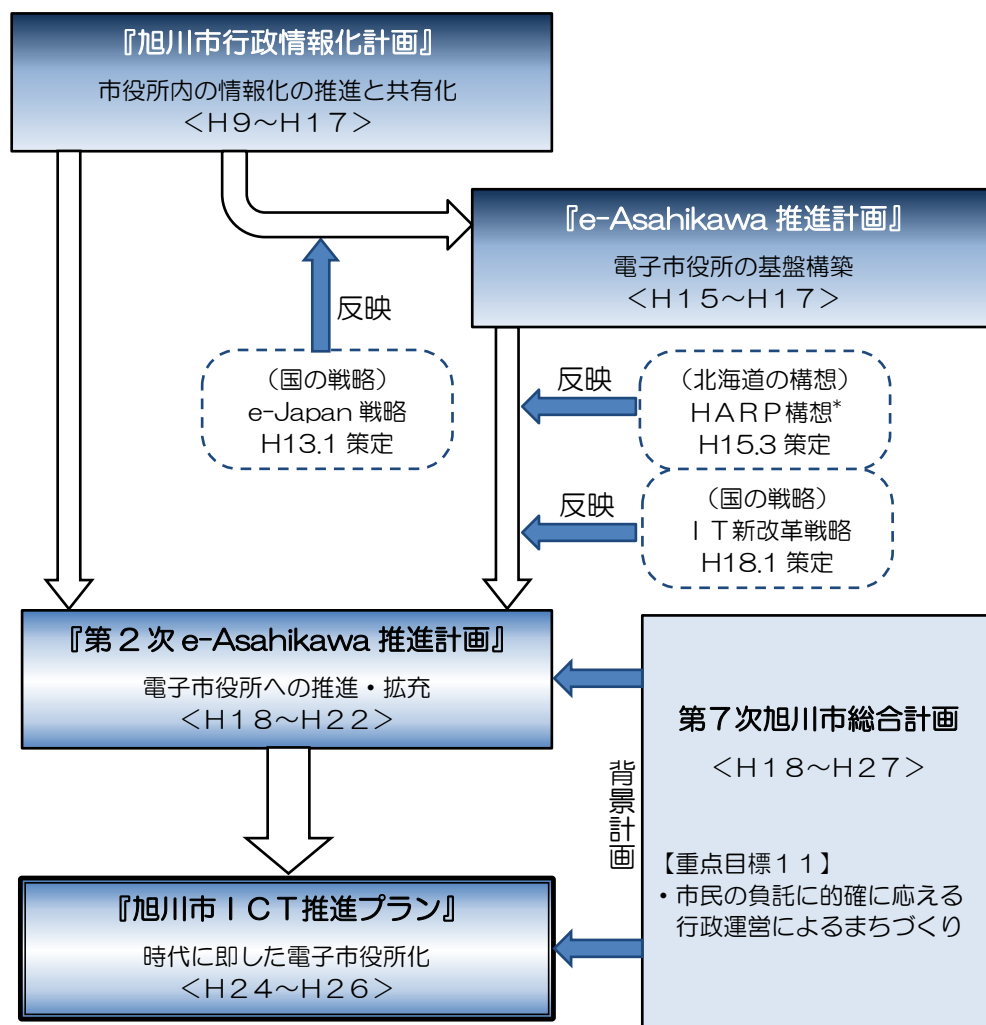 『旭川市行政情報化計画』
市役所内の情報化の推進と共有化
＜H９～H１７＞
『e-Asahikawa 推進計画』
電子市役所の基盤構築
＜H１５～H１７＞
反映
（国の戦略）
e-Japan 戦略
H13.1 策定
反映
（北海道の構想）
HARP構想*
H15.3 策定
反映
（国の戦略）
IT新改革戦略
H18.1 策定
『第２次 e-Asahikawa 推進計画』
電子市役所への推進・拡充
＜H１８～H２２＞
第７次旭川市総合計画
＜H１８～H２７＞
背景計画
【重点目標１１】
・市民の負託に的確に応える
行政運営によるまちづくり
『旭川市ICT推進プラン』
時代に即した電子市役所化
＜H２４～H２６＞